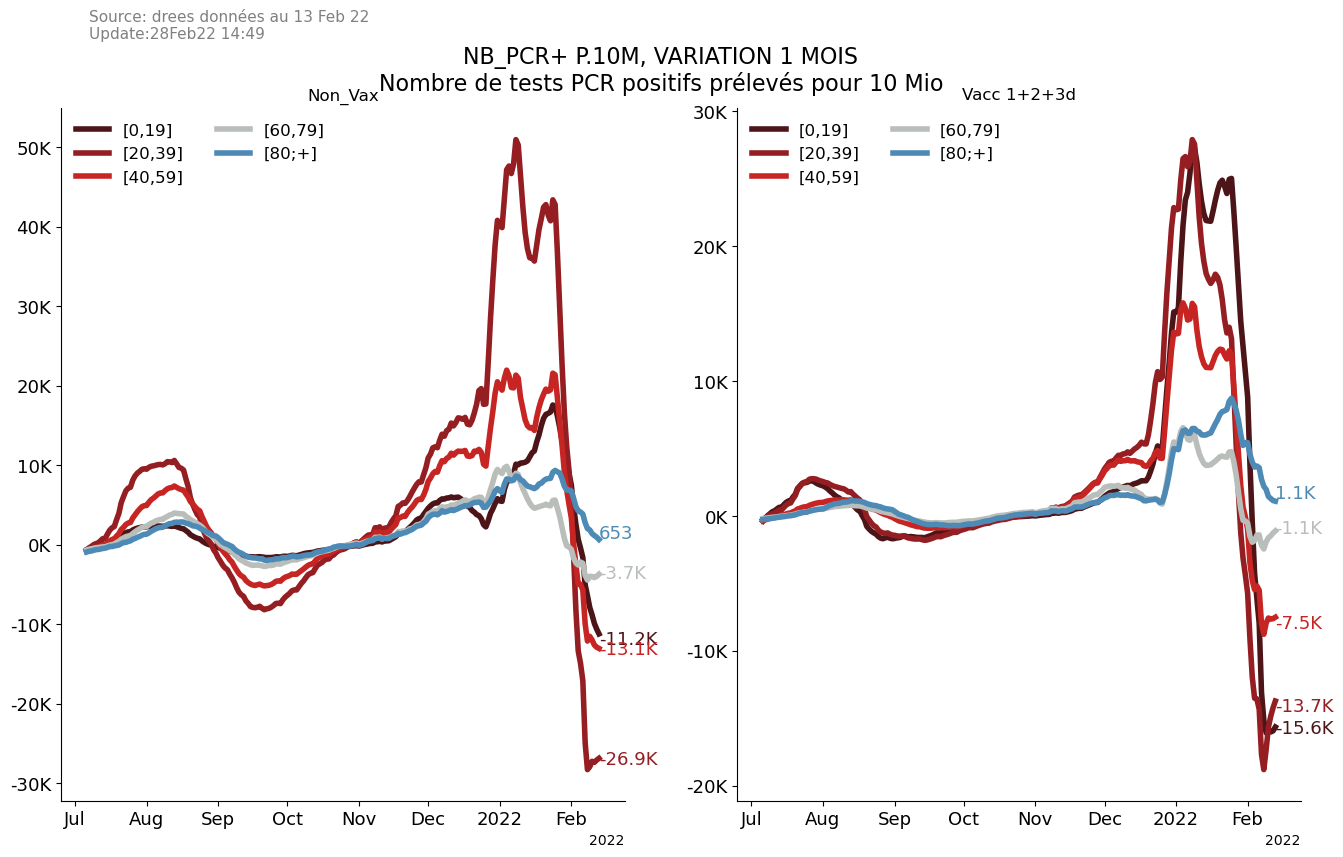 Source: drees données au 13 Feb 22
Update:28Feb22 14:49
NB_PCR+ P.10M, VARIATION 1 MOIS
Nombre de tests PCR positifs prélevés pour 10 Mio
Non_Vax
[0,19]
[20,39]
[40,59]
[60,79]
[80;+]
50K
40K
30K
20K
10K
0K
-10K
-20K
-30K
653
-3.7K
-11.2K
-13.1K
-26.9K
Jul Aug Sep Oct Nov Dec 2022 Feb
2022
Vacc 1+2+3d
[0,19]
[20,39]
[40,59]
[60,79]
[80;+]
30K
20K
10K
0K
-10K
-20K
1.1K
-1.1K
-7.5K
-13.7K
-15.6K
Jul Aug Sep Oct Nov Dec 2022 Feb
2022